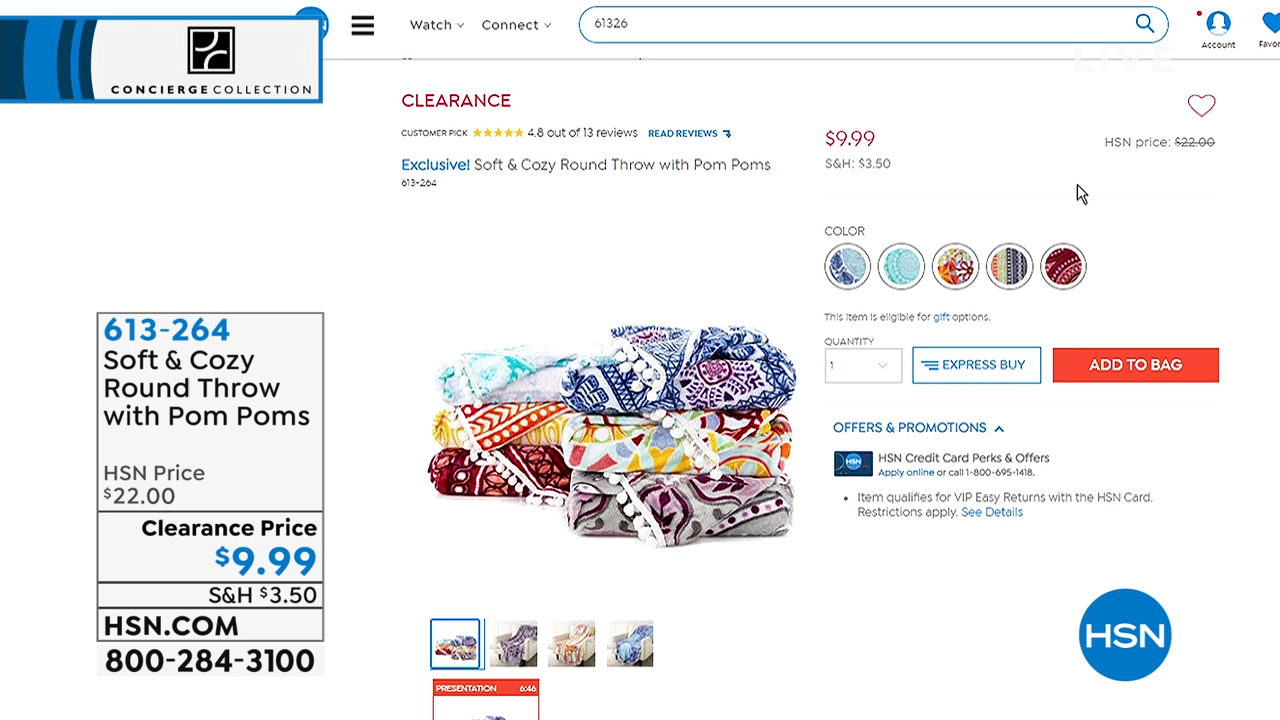 CONCIERGE COLLECTION
Watch
Connect
61326
Account
LIVE
CLEARANCE
CUSTOMER PICK 4.8 out of 13 reviews READ REVIEWS
Exclusive! Soft & Cozy Round Throw with Pom Poms
613-264
$9.99
HSN price: $22.00
S&H: $3.50
COLOR
This item is eligible for gift options.
QUANTITY
1
EXPRESS BUY
ADD TO BAG
OFFERS & PROMOTIONS
HSN
HSN Credit Card Perks & Offers
Apply online or call 1-800-695-1418.
• Item qualifies for VIP Easy Returns with the HSN Card.
Restrictions apply. See Details
613-264
Soft & Cozy
Round Throw
with Pom Poms
HSN Price
$22.00
Clearance Price
$9.99
S&H $3.50
HSN.COM
800-284-3100
PRESENTATION 6:46
HSN